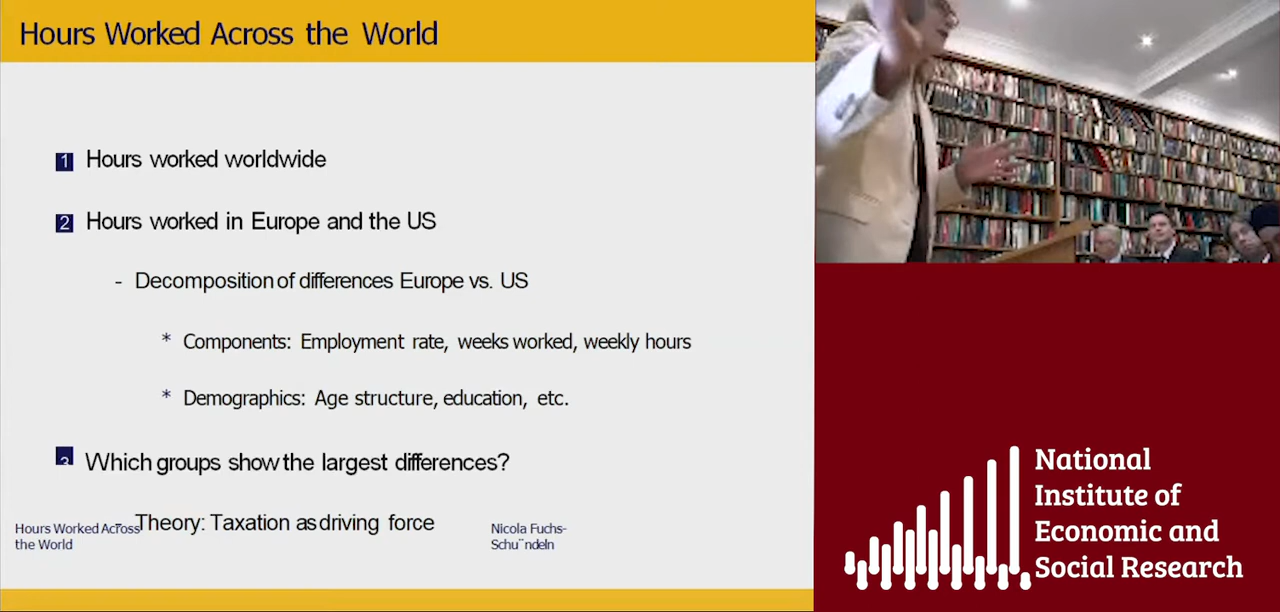 Hours Worked Across the World
1 Hours worked worldwide
2 Hours worked in Europe and the US
- Decomposition of differences Europe vs. US
* Components: Employment rate, weeks worked, weekly hours
* Demographics: Age structure, education, etc.
3 Which groups show the largest differences?
- Theory: Taxation as driving force
Hours Worked Across
the World
Nicola Fuchs-
Schu¨ndeln
National
Institute of
Economic and
Social Research